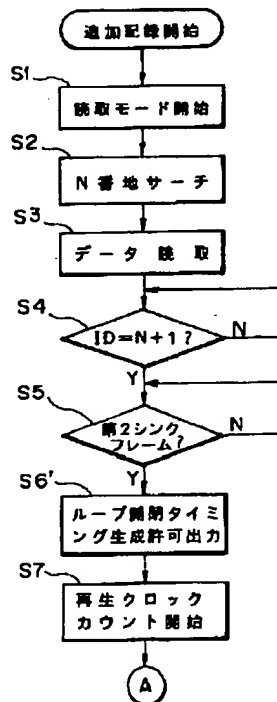 追加記録開始
S1
読取モード開始
S2
N番地サーチ
S3
データ読取
S4
ID=N+1?
N
Y
S5
第2シンク
フレーム?
N
Y
S6'
ループ開閉タイミ
ング生成許可出力
S7
再生クロック
カウント開始
A